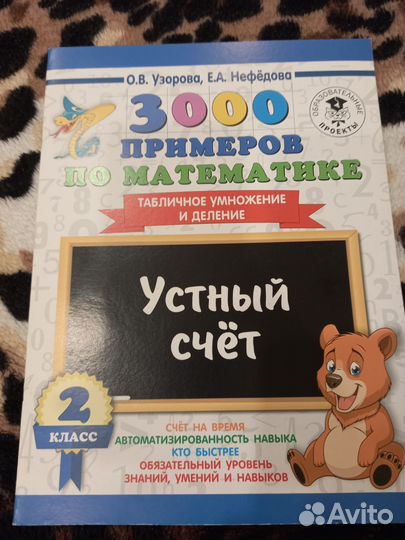 О.В. Узорова, Е.А. Нефёдова
3000
ПРИМЕРОВ
ПО МАТЕМАТИКЕ
ОБРАЗОВАТЕЛЬНЫЕ
ПРОЕКТЫ
ТАБЛИЧНОЕ УМНОЖЕНИЕ
И ДЕЛЕНИЕ
Устный
счёт
2
КЛАСС
СЧЁТ НА ВРЕМЯ
АВТОМАТИЗИРОВАННОСТЬ НАВЫКА
КТО БЫСТРЕЕ
ОБЯЗАТЕЛЬНЫЙ УРОВЕНЬ
ЗНАНИЙ, УМЕНИЙ И НАВЫКОВ
Avito